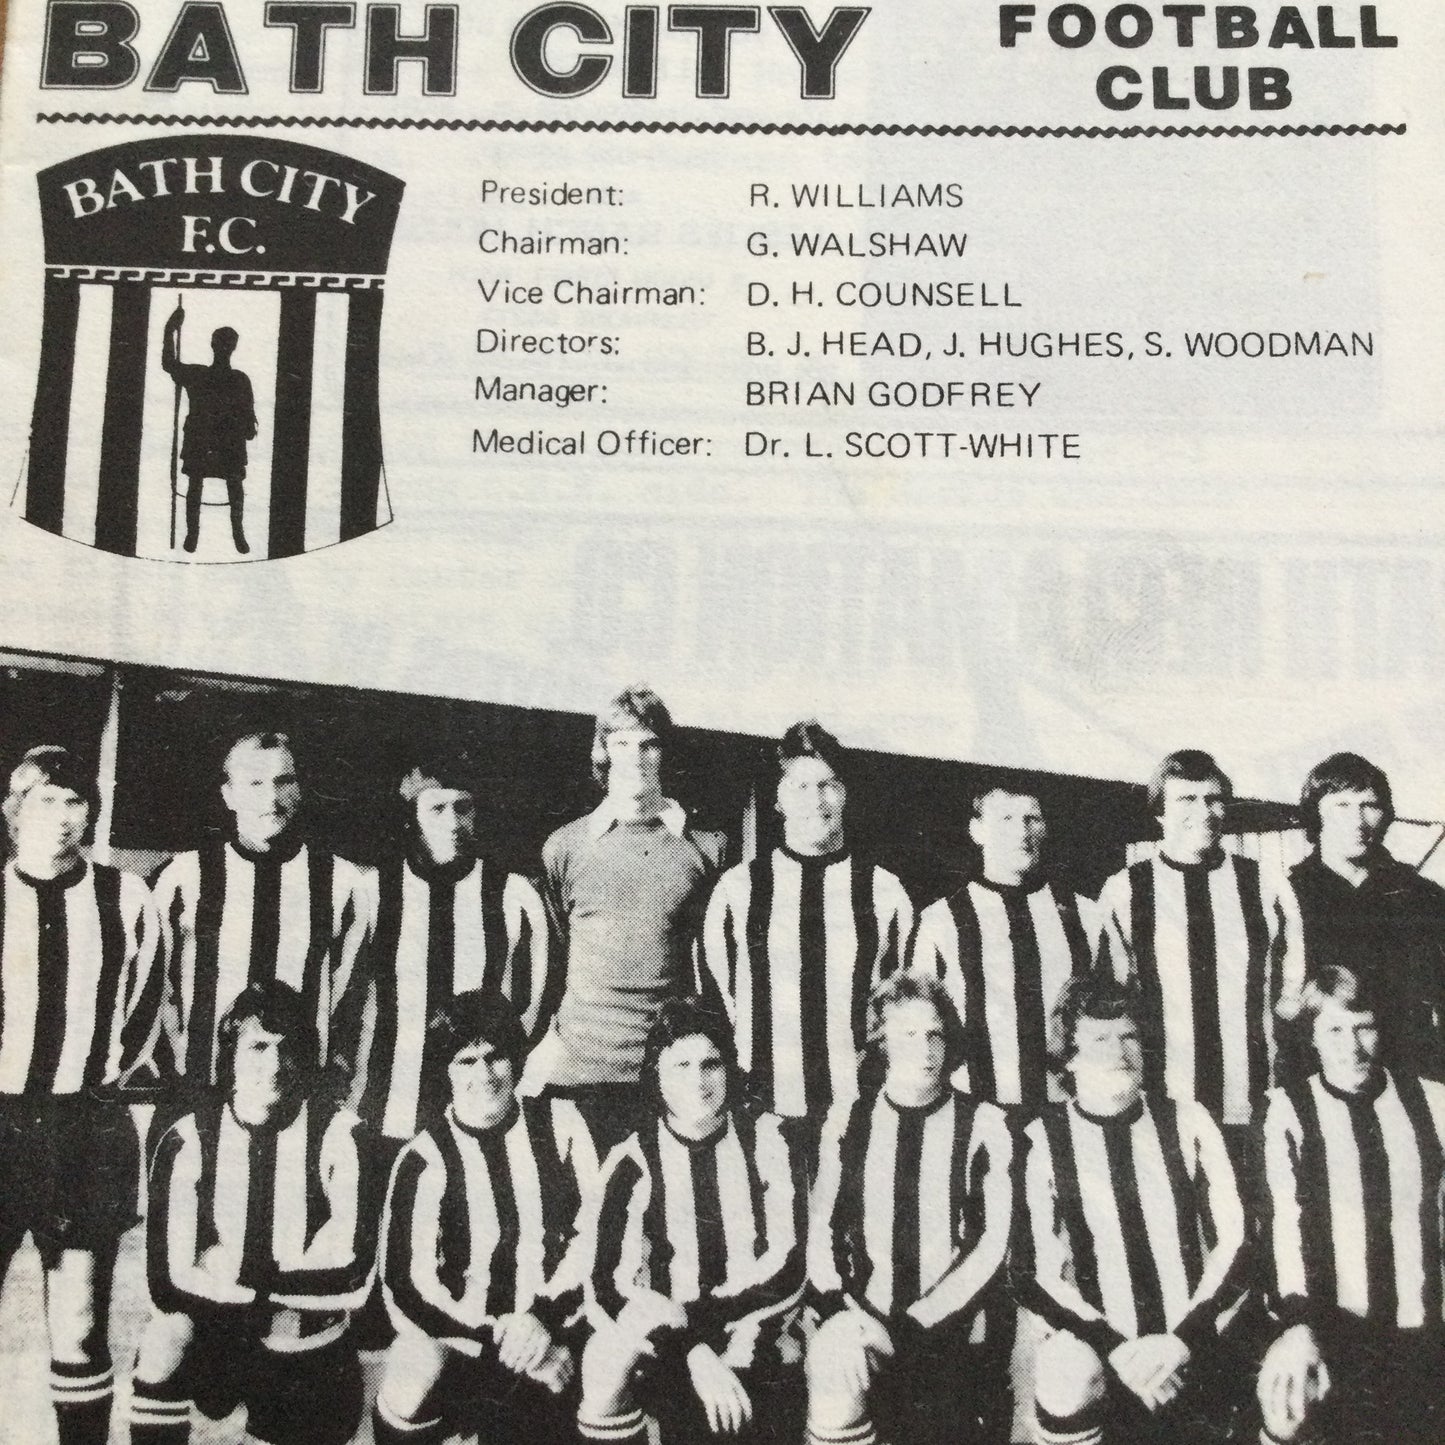 BATH CITY
FOOTBALL
CLUB
BATH CITY
F.C.
President: R. WILLIAMS
Chairman: G. WALSHAW
Vice Chairman: D. H. COUNSELL
Directors: B. J. HEAD, J. HUGHES, S. WOODMAN
Manager: BRIAN GODFREY
Medical Officer: Dr. L. SCOTT-WHITE